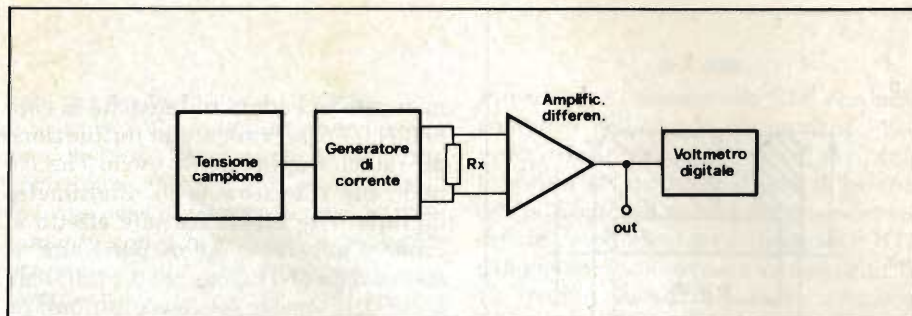 Amplific.
differen.
Tensione
campione
Generatore
di
corrente
Rx
Voltmetro
digitale
out